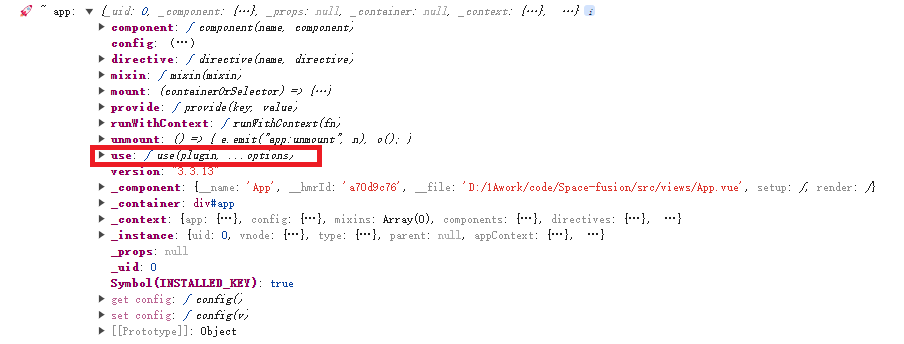 🚀 ~ app: ▼ {_uid: 0, _component: {…}, _props: null, _container: null, _context: {…}, …} i
▶ component: ƒ component(name, component)
config: (...)
▶ directive: ƒ directive(name, directive)
▶ mixin: ƒ mixin(mixin)
▶ mount: (containerOrSelector) => {…}
▶ provide: ƒ provide(key, value)
▶ runWithContext: ƒ runWithContext(fn)
▶ unmount: () => { e.emit("app:unmount", n), o(); }
▶ use: ƒ use(plugin, ...options)
version: "3.3.13"
▶ _component: {__name: 'App', __hmrId: 'a70d9c76', __file: 'D:/1Awork/code/Space-fusion/src/views/App.vue', setup: ƒ, render: ƒ}
▶ _container: div#app
▶ _context: {app: {…}, config: {…}, mixins: Array(0), components: {…}, directives: {…}, …}
▶ _instance: {uid: 0, vnode: {…}, type: {…}, parent: null, appContext: {…}, …}
_props: null
_uid: 0
Symbol(INSTALLED_KEY): true
▶ get config: ƒ config()
▶ set config: ƒ config(v)
▶ [[Prototype]]: Object